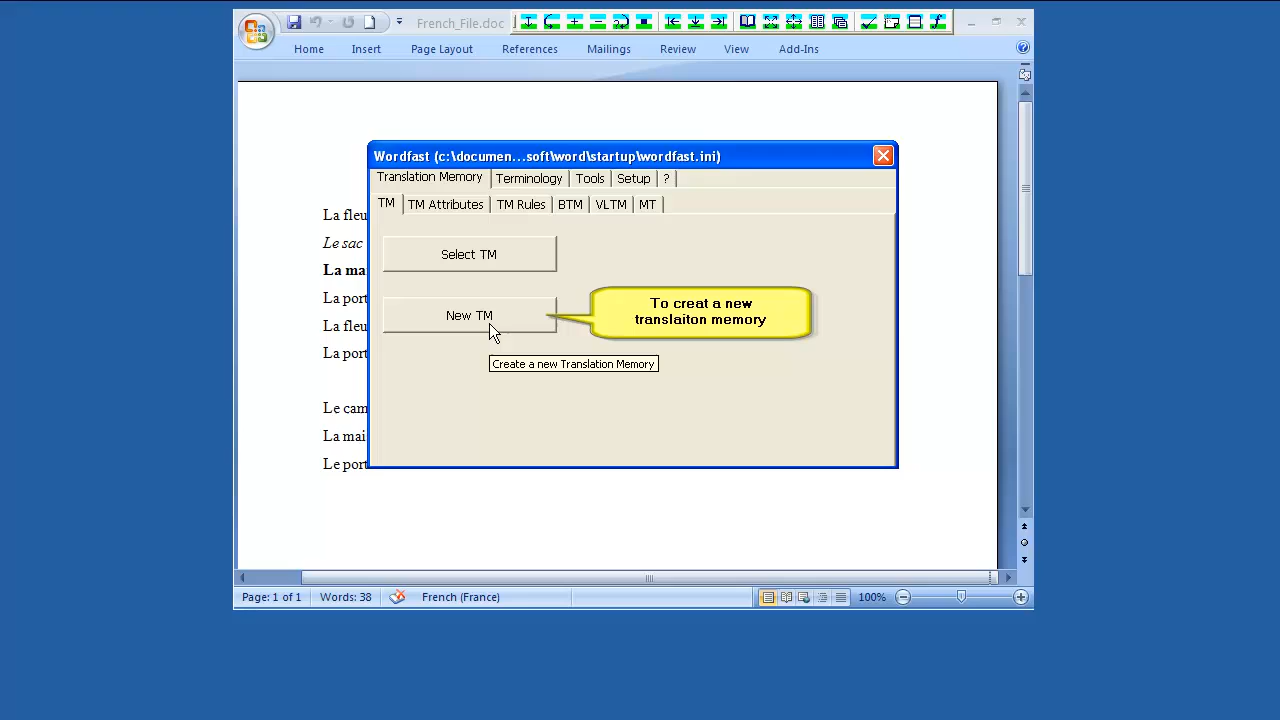 French_File.doc
Home Insert Page Layout References Mailings Review View Add-Ins
Wordfast (c:\documen...soft\word\startup\wordfast.ini)
Translation Memory Terminology Tools Setup ?
TM TM Attributes TM Rules BTM VLTM MT
La fleu
Le sac
Select TM
La mai
La port
New TM
To creat a new
translaiton memory
La fleu
La port
Create a new Translation Memory
Le cam
La mai
Le port
Page: 1 of 1 Words: 38 French (France) 100%